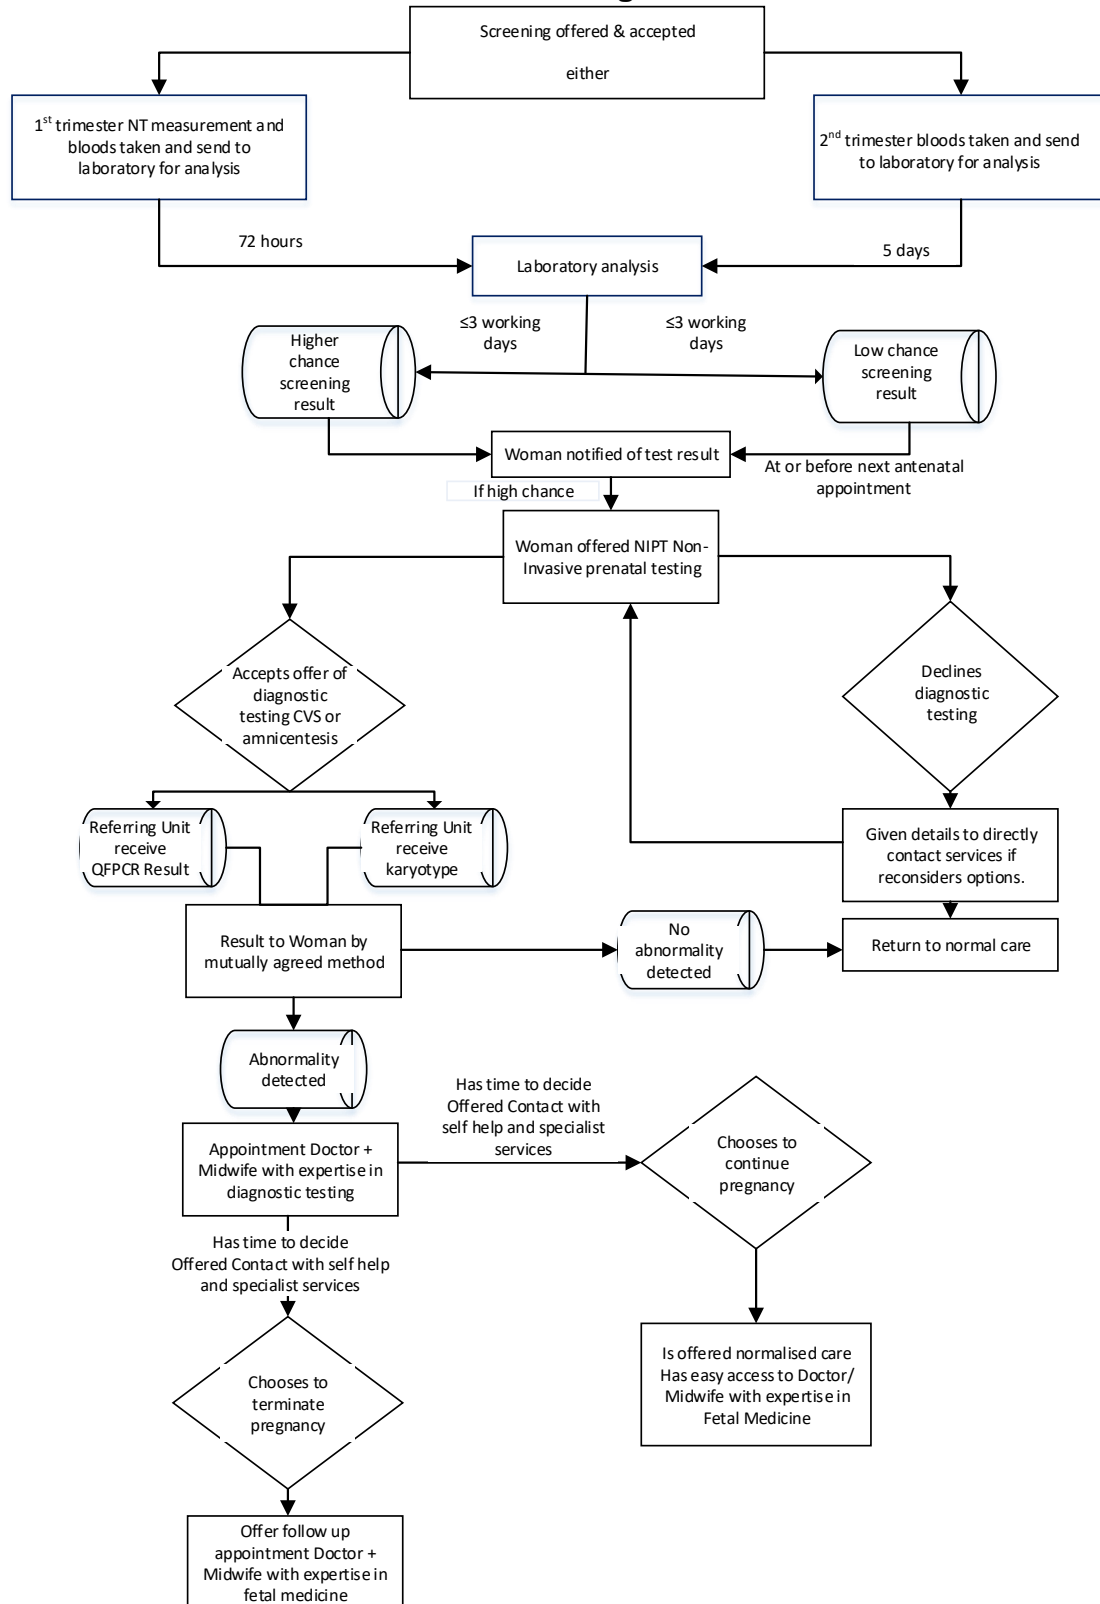 Screening offered & accepted
either
1st trimester NT measurement and
bloods taken and send to
laboratory for analysis
2nd trimester bloods taken and send
to laboratory for analysis
72 hours
5 days
Laboratory analysis
≤3 working
days
≤3 working
days
Higher
chance
screening
result
Low chance
screening
result
Woman notified of test result
At or before next antenatal
appointment
If high chance
Woman offered NIPT Non-
Invasive prenatal testing
Accepts offer of
diagnostic
testing CVS or
amnicentesis
Declines
diagnostic
testing
Referring Unit
receive
QFPCR Result
Referring Unit
receive
karyotype
Given details to directly
contact services if
reconsiders options.
Result to Woman by
mutually agreed method
No
abnormality
detected
Return to normal care
Abnormality
detected
Has time to decide
Offered Contact with
self help and specialist
services
Appointment Doctor +
Midwife with expertise in
diagnostic testing
Chooses to
continue
pregnancy
Has time to decide
Offered Contact with self help
and specialist services
Chooses to
terminate
pregnancy
Is offered normalised care
Has easy access to Doctor/
Midwife with expertise in
Fetal Medicine
Offer follow up
appointment Doctor +
Midwife with expertise in
fetal medicine